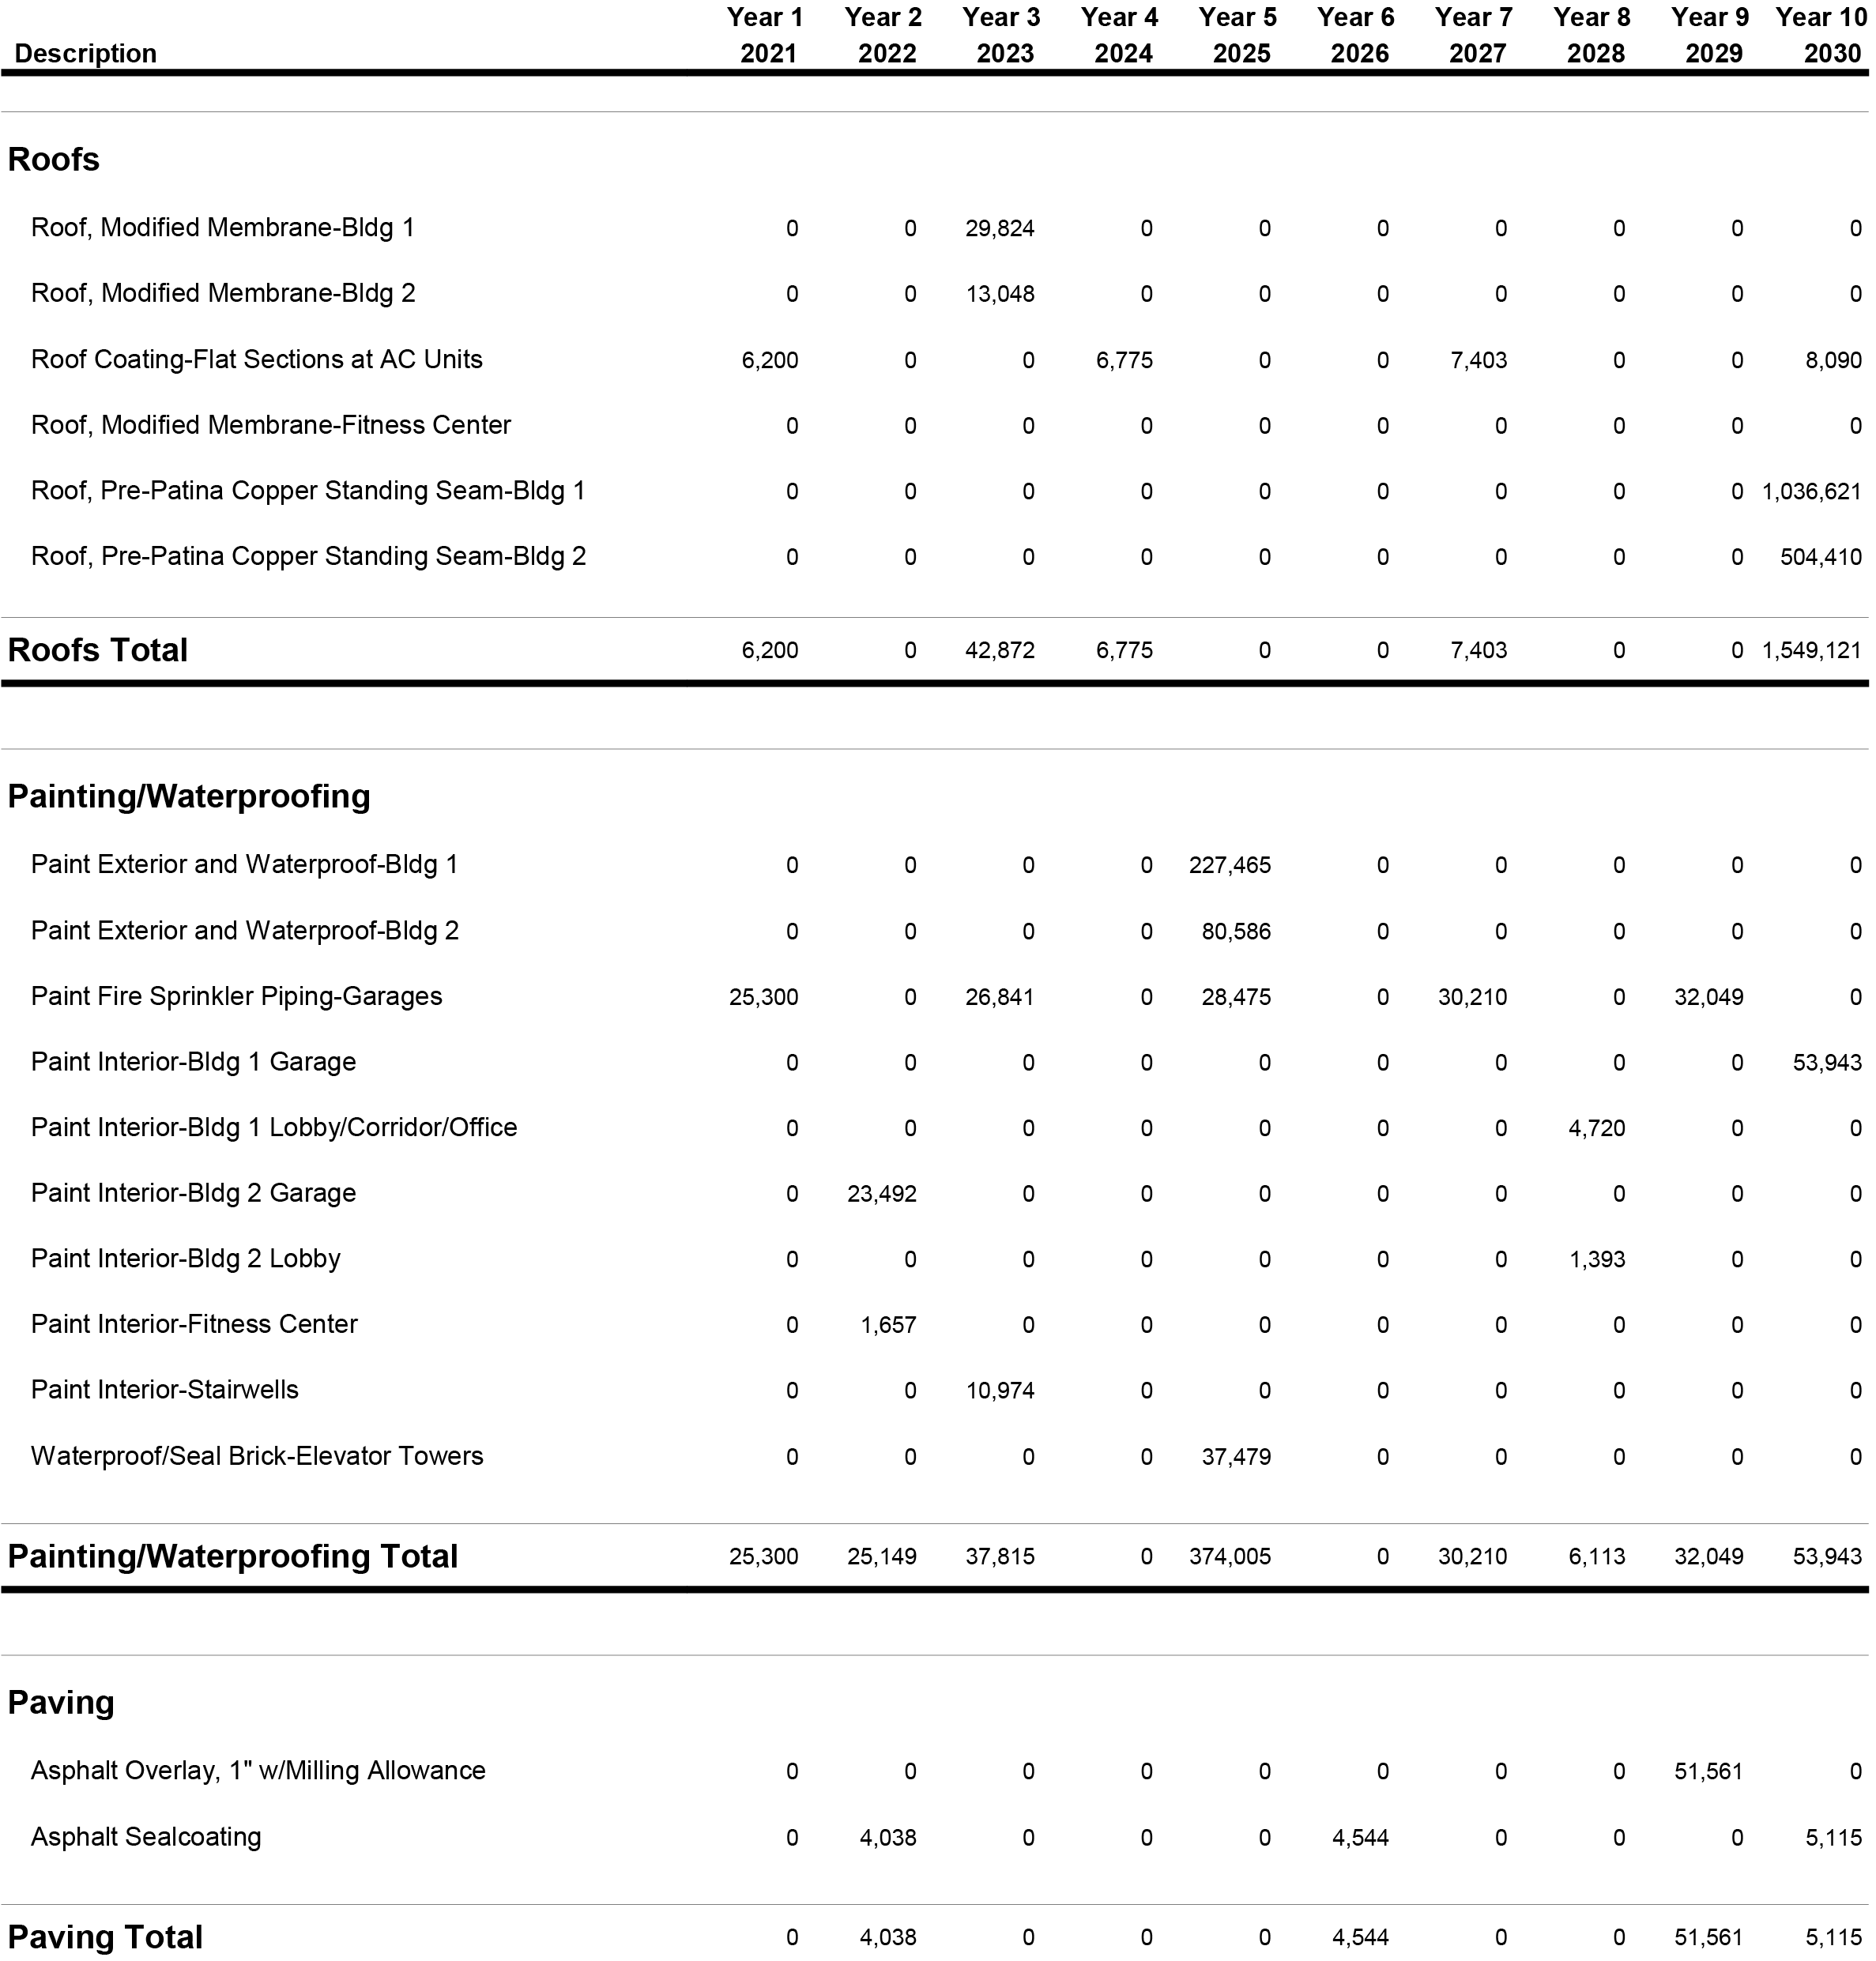 Year 1 Year 2 Year 3 Year 4 Year 5 Year 6 Year 7 Year 8 Year 9 Year 10
Description 2021 2022 2023 2024 2025 2026 2027 2028 2029 2030
Roofs
Roof, Modified Membrane-Bldg 1 0 0 29,824 0 0 0 0 0 0 0
Roof, Modified Membrane-Bldg 2 0 0 13,048 0 0 0 0 0 0 0
Roof Coating-Flat Sections at AC Units 6,200 0 0 6,775 0 0 7,403 0 0 8,090
Roof, Modified Membrane-Fitness Center 0 0 0 0 0 0 0 0 0 0
Roof, Pre-Patina Copper Standing Seam-Bldg 1 0 0 0 0 0 0 0 0 0 1,036,621
Roof, Pre-Patina Copper Standing Seam-Bldg 2 0 0 0 0 0 0 0 0 0 504,410
Roofs Total 6,200 0 42,872 6,775 0 0 7,403 0 0 1,549,121
Painting/Waterproofing
Paint Exterior and Waterproof-Bldg 1 0 0 0 0 227,465 0 0 0 0 0
Paint Exterior and Waterproof-Bldg 2 0 0 0 0 80,586 0 0 0 0 0
Paint Fire Sprinkler Piping-Garages 25,300 0 26,841 0 28,475 0 30,210 0 32,049 0
Paint Interior-Bldg 1 Garage 0 0 0 0 0 0 0 0 0 53,943
Paint Interior-Bldg 1 Lobby/Corridor/Office 0 0 0 0 0 0 0 4,720 0 0
Paint Interior-Bldg 2 Garage 0 23,492 0 0 0 0 0 0 0 0
Paint Interior-Bldg 2 Lobby 0 0 0 0 0 0 0 1,393 0 0
Paint Interior-Fitness Center 0 1,657 0 0 0 0 0 0 0 0
Paint Interior-Stairwells 0 0 10,974 0 0 0 0 0 0 0
Waterproof/Seal Brick-Elevator Towers 0 0 0 0 37,479 0 0 0 0 0
Painting/Waterproofing Total 25,300 25,149 37,815 0 374,005 0 30,210 6,113 32,049 53,943
Paving
Asphalt Overlay, 1" w/Milling Allowance 0 0 0 0 0 0 0 0 51,561 0
Asphalt Sealcoating 0 4,038 0 0 0 4,544 0 0 0 5,115
Paving Total 0 4,038 0 0 0 4,544 0 0 51,561 5,115